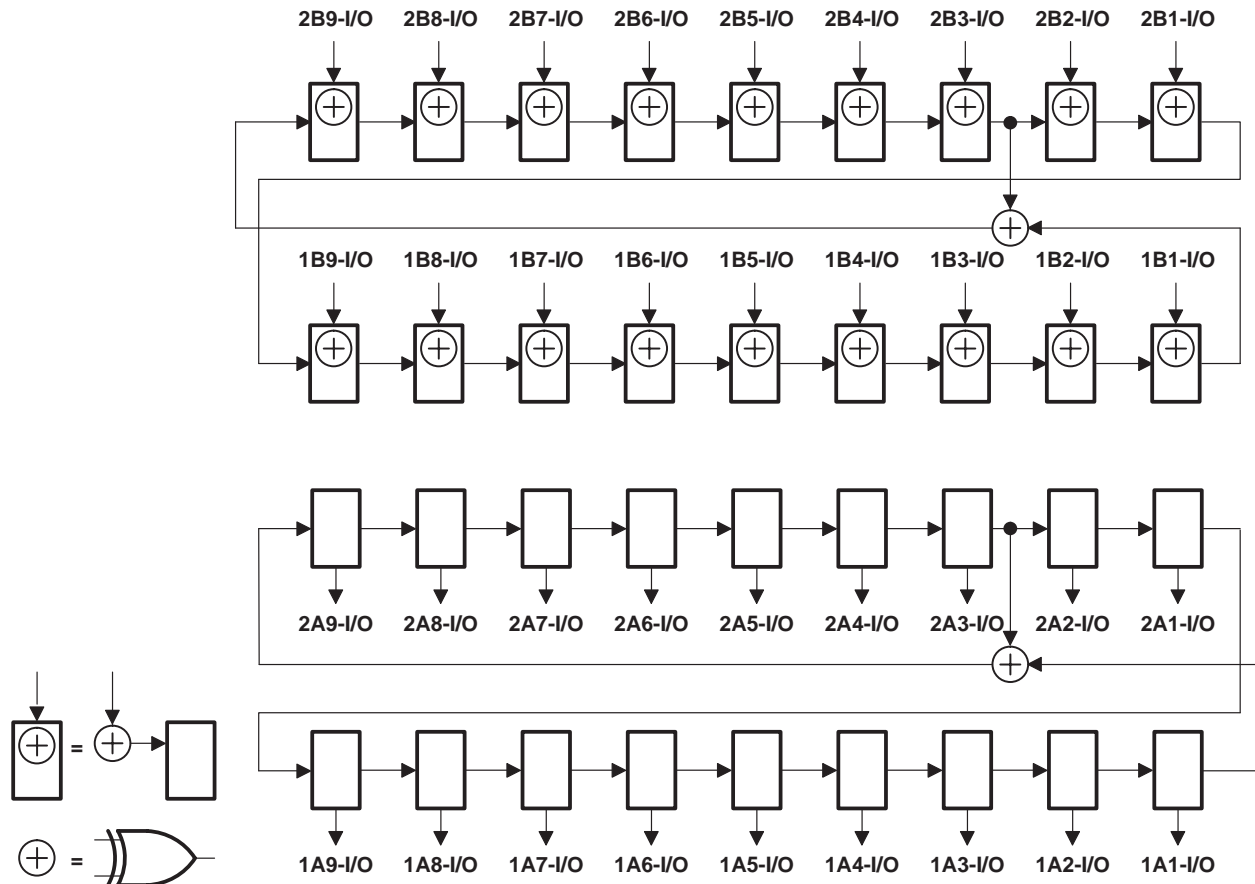 2B9-I/O 2B8-I/O 2B7-I/O 2B6-I/O 2B5-I/O 2B4-I/O 2B3-I/O 2B2-I/O 2B1-I/O
1B9-I/O 1B8-I/O 1B7-I/O 1B6-I/O 1B5-I/O 1B4-I/O 1B3-I/O 1B2-I/O 1B1-I/O
2A9-I/O 2A8-I/O 2A7-I/O 2A6-I/O 2A5-I/O 2A4-I/O 2A3-I/O 2A2-I/O 2A1-I/O
=
=
1A9-I/O 1A8-I/O 1A7-I/O 1A6-I/O 1A5-I/O 1A4-I/O 1A3-I/O 1A2-I/O 1A1-I/O